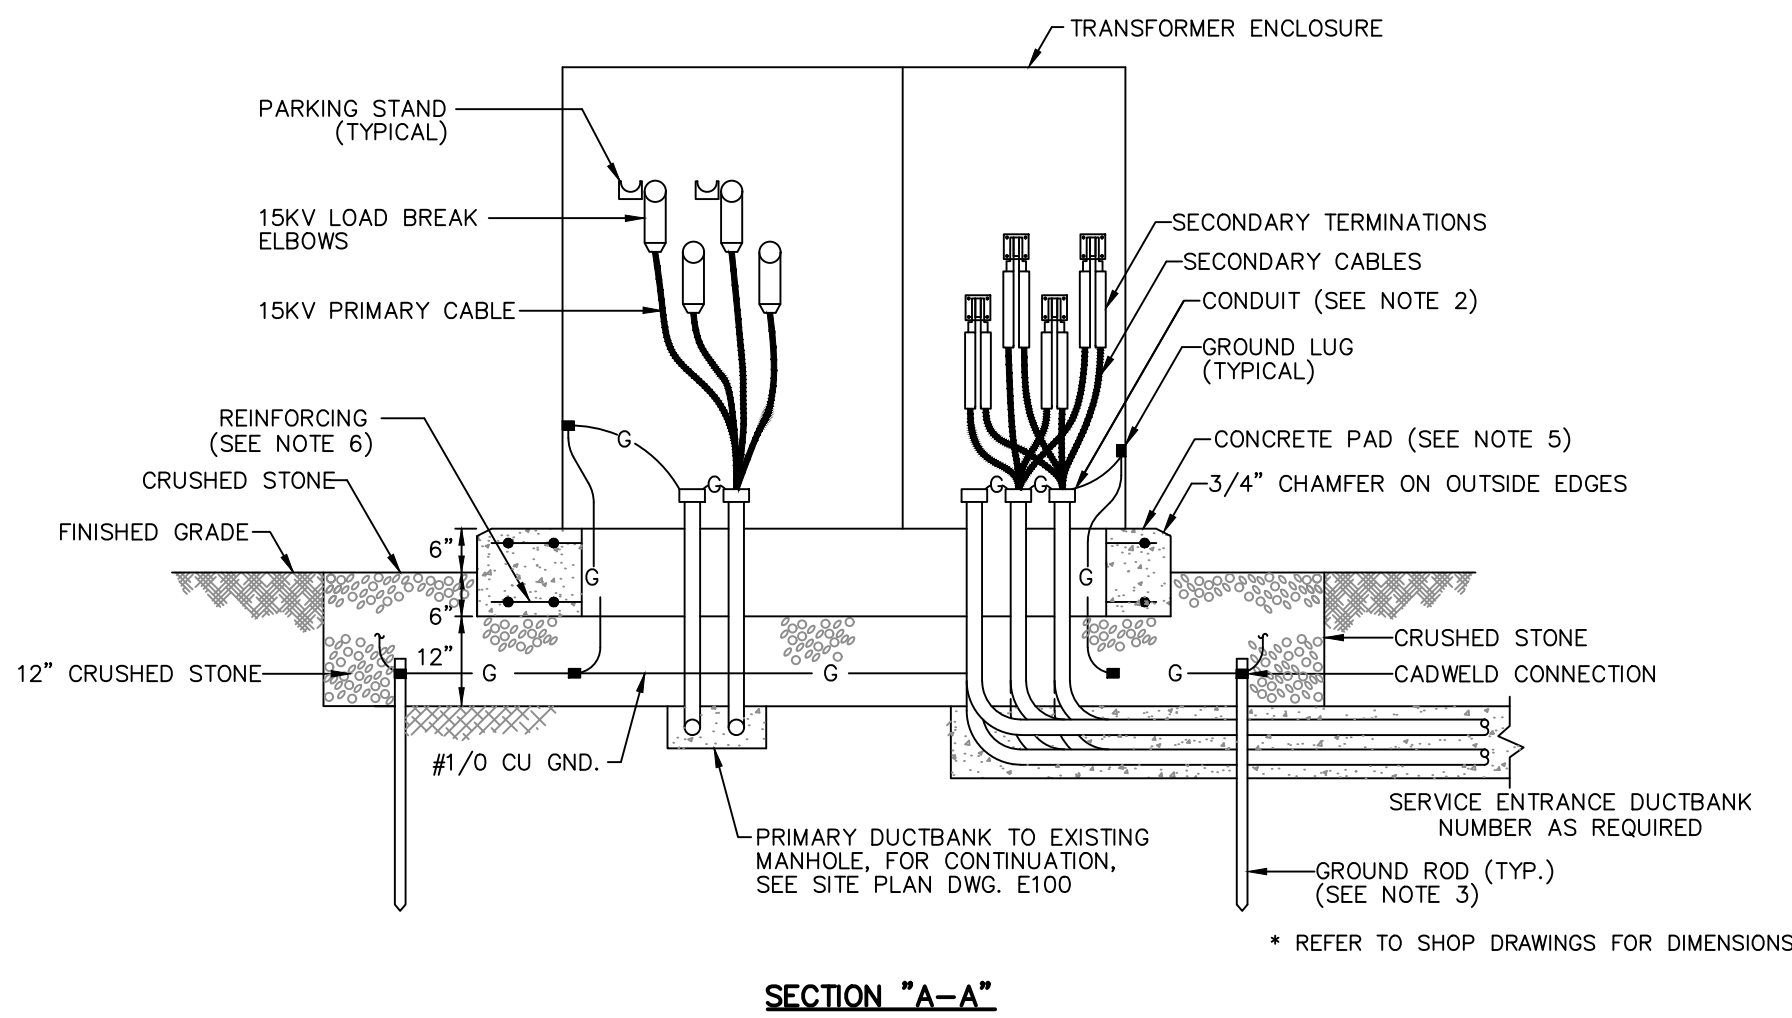 TRANSFORMER ENCLOSURE
PARKING STAND
(TYPICAL)
15KV LOAD BREAK
ELBOWS
15KV PRIMARY CABLE
REINFORCING
(SEE NOTE 6)
CRUSHED STONE
FINISHED GRADE
12" CRUSHED STONE
SECONDARY TERMINATIONS
SECONDARY CABLES
CONDUIT (SEE NOTE 2)
GROUND LUG
(TYPICAL)
CONCRETE PAD (SEE NOTE 5)
3/4" CHAMFER ON OUTSIDE EDGES
G
G
G
G
6"
6"
12"
G
G
G
G
G
CRUSHED STONE
CADWELD CONNECTION
#1/0 CU GND.
PRIMARY DUCTBANK TO EXISTING
MANHOLE, FOR CONTINUATION,
SEE SITE PLAN DWG. E100
SERVICE ENTRANCE DUCTBANK
NUMBER AS REQUIRED
GROUND ROD (TYP.)
(SEE NOTE 3)
* REFER TO SHOP DRAWINGS FOR DIMENSIONS
SECTION "A-A"